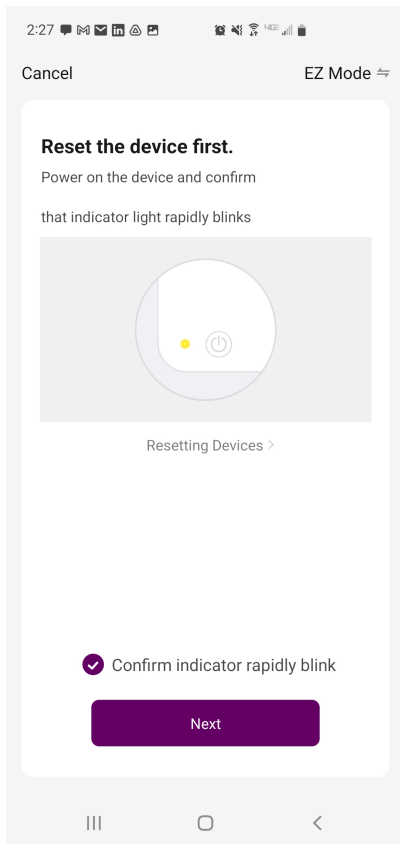 2:27
Cancel
EZ Mode
Reset the device first.
Power on the device and confirm
that indicator light rapidly blinks
Resetting Devices >
Confirm indicator rapidly blink
Next